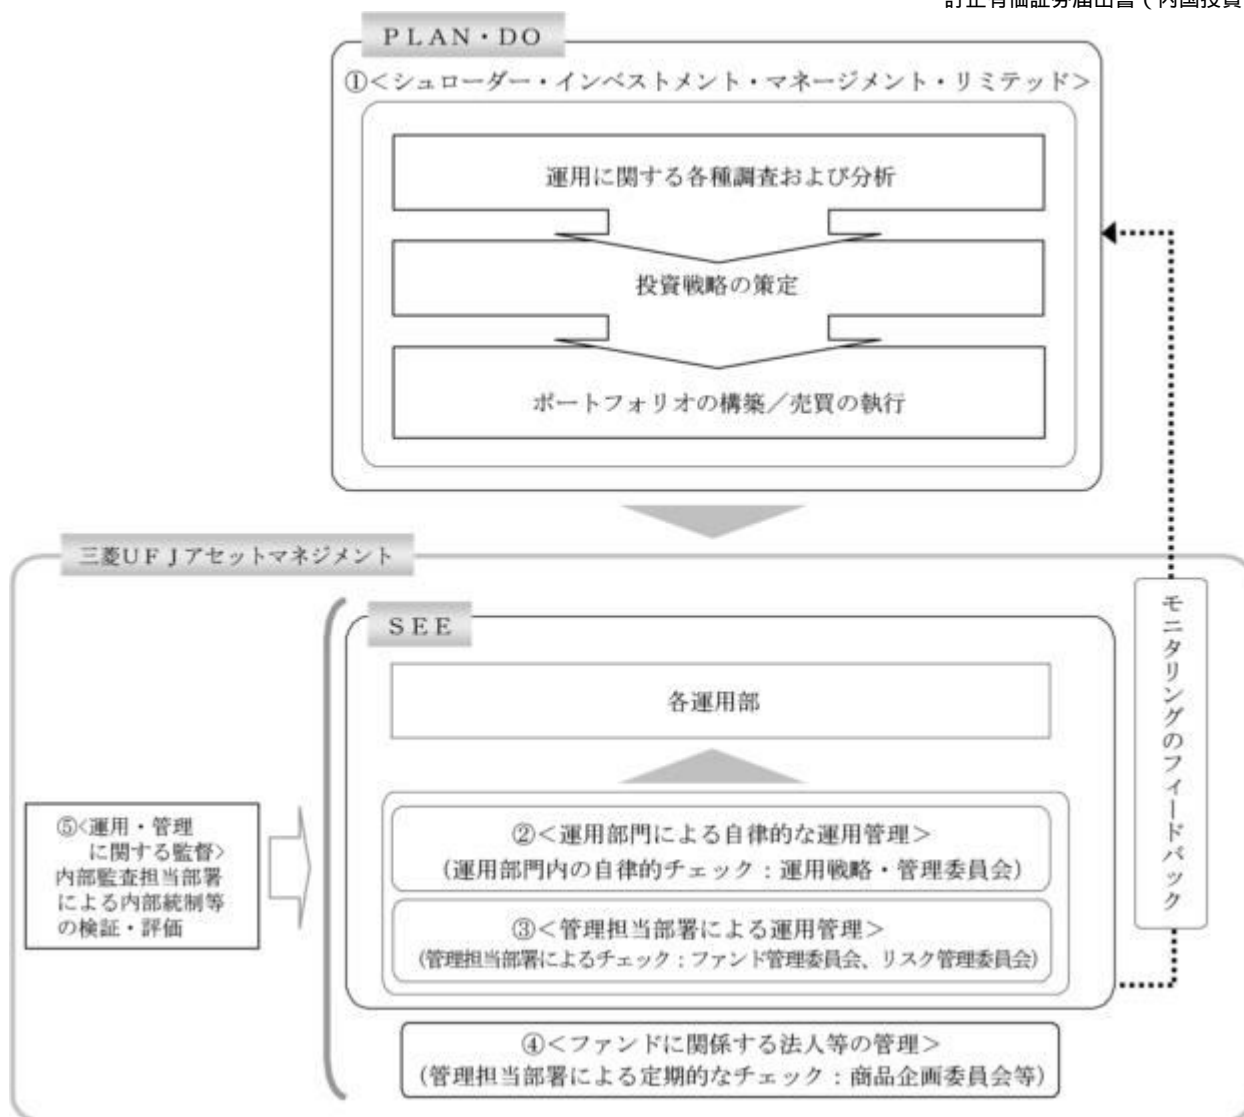 訂正有価証券届出書(内国投資
PLAN・DO
①<シュローダー・インベストメント・マネージメント・リミテッド>
運用に関する各種調査および分析
投資戦略の策定
ポートフォリオの構築/売買の執行
三菱UFJアセットマネジメント
SEE
各運用部
モニタリングのフィードバック
⑤<運用・管理
に関する監督>
内部監査担当部署
による内部統制等
の検証・評価
②<運用部門による自律的な運用管理>
(運用部門内の自律的チェック:運用戦略・管理委員会)
③<管理担当部署による運用管理>
(管理担当部署によるチェック:ファンド管理委員会、リスク管理委員会)
④<ファンドに関係する法人等の管理>
(管理担当部署による定期的なチェック:商品企画委員会等)